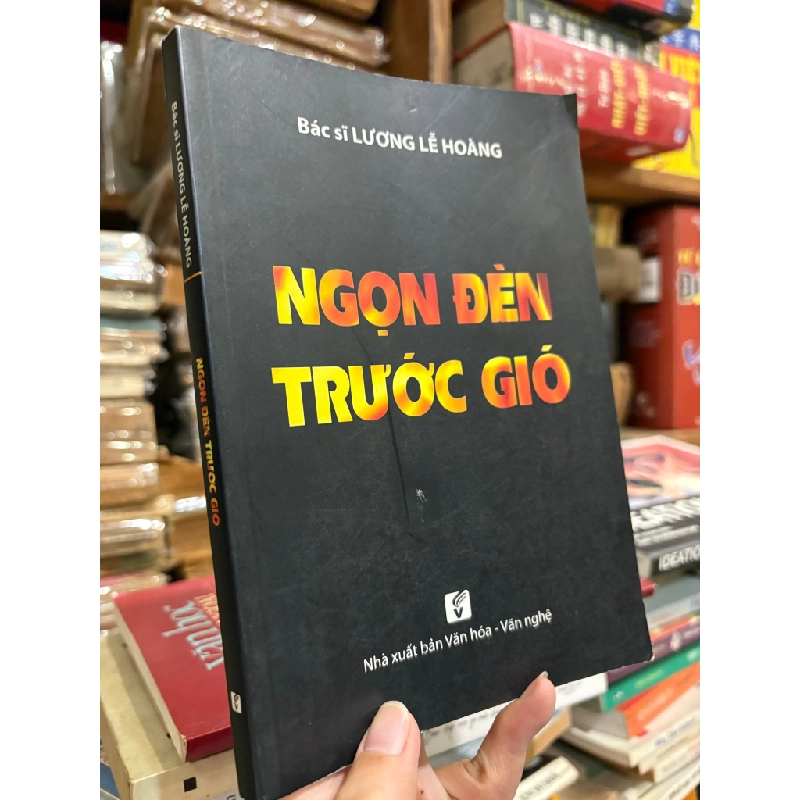 Bác sĩ LƯƠNG LỄ HOÀNG
NGỌN ĐÈN
TRƯỚC GIÓ
Nhà xuất bản Văn hóa - Văn nghệ
Bác sĩ LƯƠNG LỄ HOÀNG
NGỌN ĐÈN TRƯỚC GIÓ
IDEATION